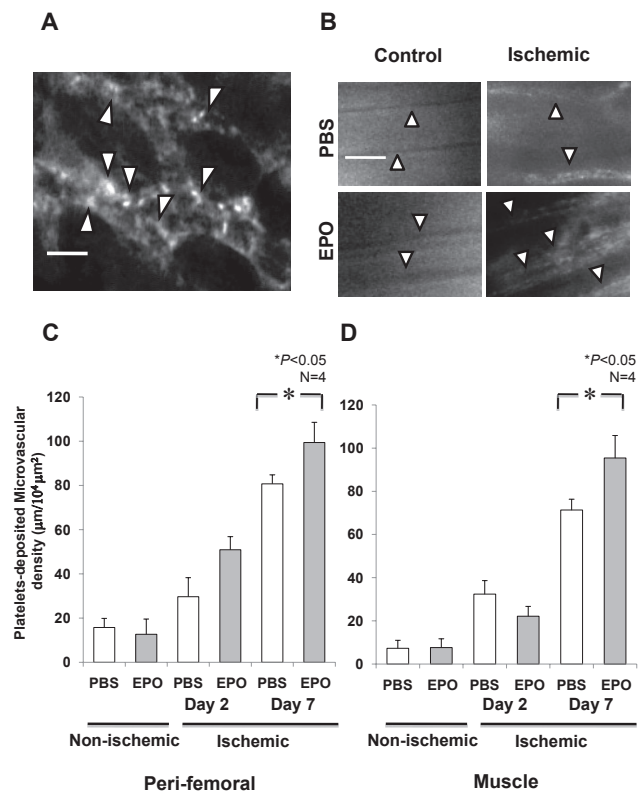 A
B
Control
Ischemic
PBS
EPO
C
*P<0.05
N=4
120
100
80
60
40
20
0
Platelets-deposited Microvascular
density (μm/10⁴μm²)
*
PBS EPO PBS EPO PBS EPO
Day 2 Day 7
Non-ischemic Ischemic
Peri-femoral
D
*P<0.05
N=4
120
100
80
60
40
20
0
*
PBS EPO PBS EPO PBS EPO
Day 2 Day 7
Non-ischemic Ischemic
Muscle